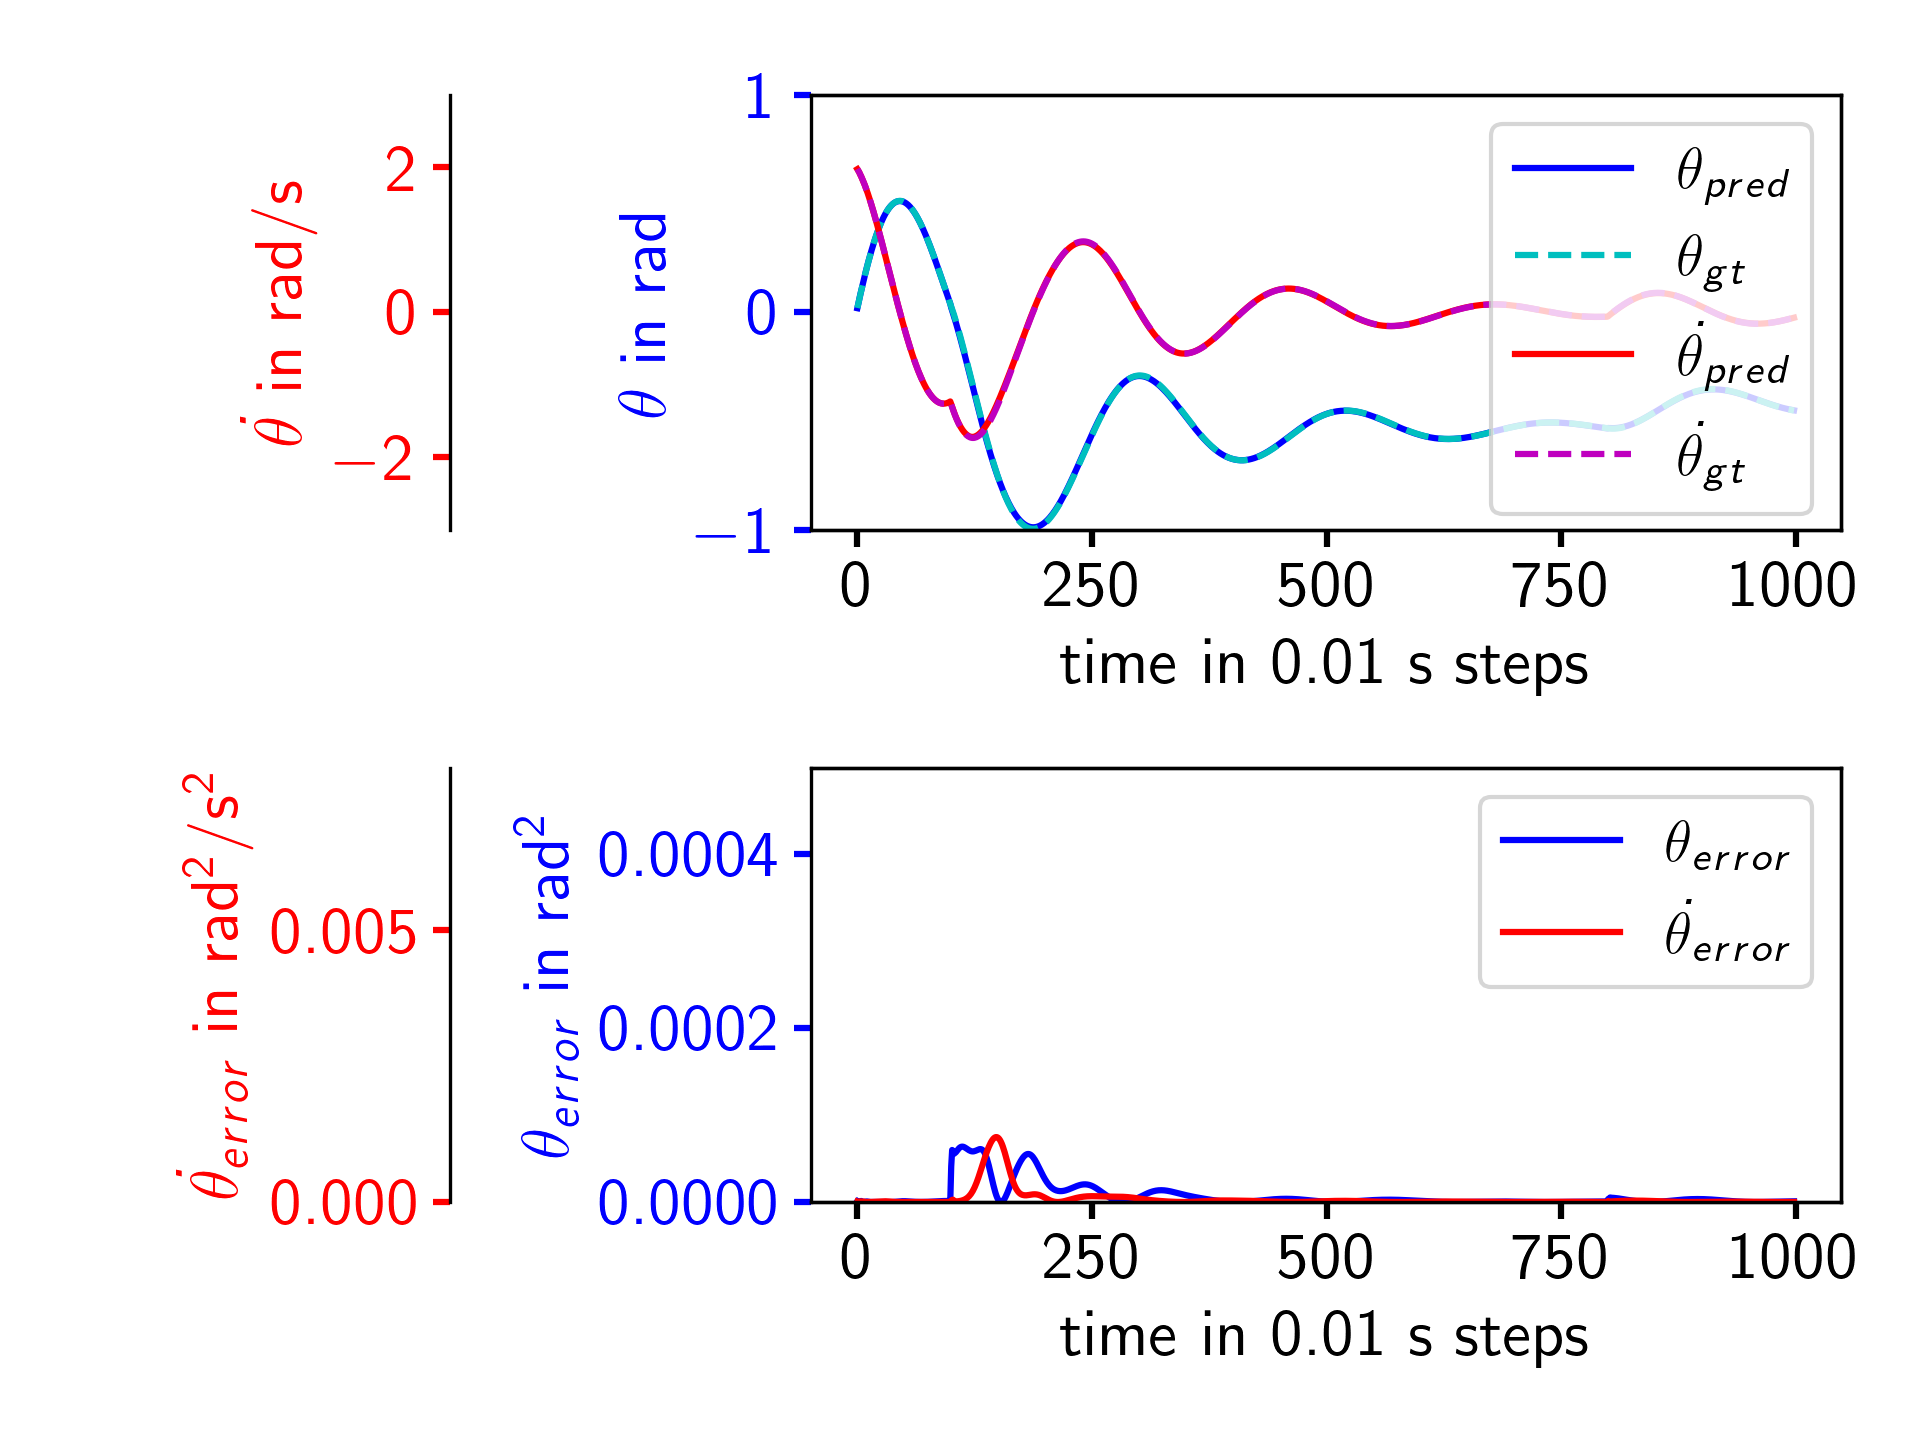 1
2
0
−2
θ̇ in rad/s
0
−1
θ in rad
θ_pred
θ_gt
θ̇_pred
θ̇_gt
0 250 500 750 1000
time in 0.01 s steps
0.005
0.000
θ̇_error in rad²/s²
0.0004
0.0002
0.0000
θ_error in rad²
θ_error
θ̇_error
0 250 500 750 1000
time in 0.01 s steps